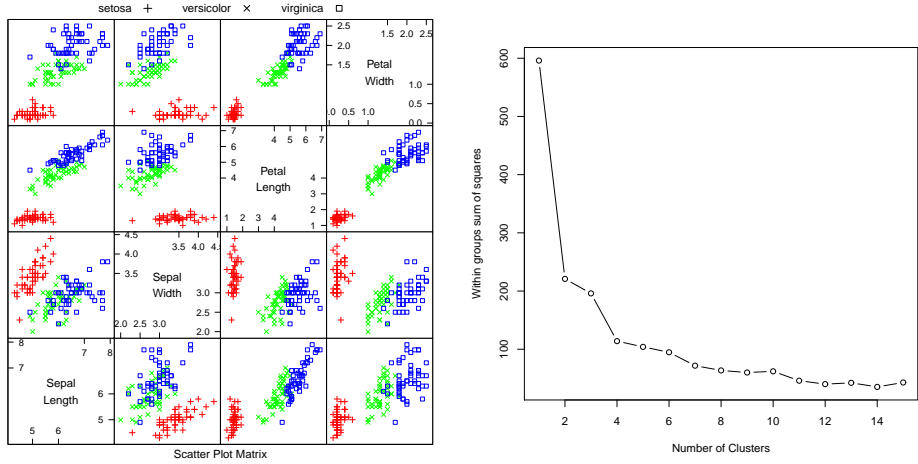 setosa + versicolor × virginica □
1.5 2.0 2.5
Petal
Width
2.5
2.0
1.5
1.0
0.5
0.0
0.0 0.5 1.0
4 5 6 7
7
6
5
4
Petal
Length
4
3
2
1
1 2 3 4
3.5 4.0 4.5
4.5
4.0
3.5
Sepal
Width
3.0
2.5
2.0
2.0 2.5 3.0
7 8
8
7
Sepal
Length
6
5
5 6
Scatter Plot Matrix
600
500
400
300
200
100
Within groups sum of f squares
2 4 6 8 10 12 14
Number of Clusters